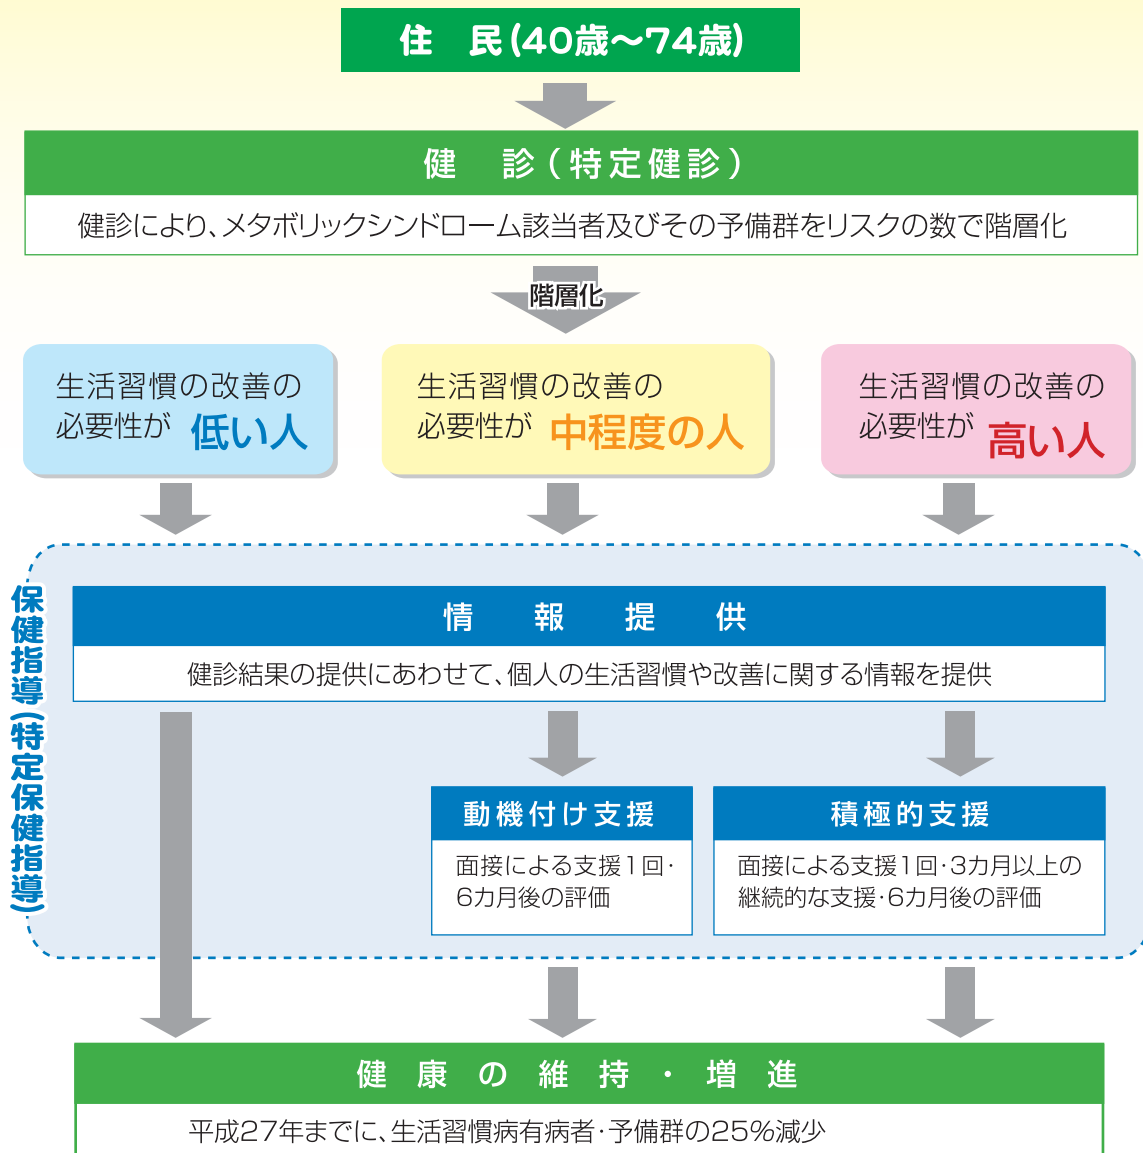 住　民(40歳～74歳)
健　診(特定健診)
健診により、メタボリックシンドローム該当者及びその予備群をリスクの数で階層化
階層化
生活習慣の改善の
必要性が 低い人
生活習慣の改善の
必要性が 中程度の人
生活習慣の改善の
必要性が 高い人
保健指導(特定保健指導)
情報提供
健診結果の提供にあわせて、個人の生活習慣や改善に関する情報を提供
動機付け支援
面接による支援1回・
6カ月後の評価
積極的支援
面接による支援1回・3カ月以上の
継続的な支援・6カ月後の評価
健康の維持・増進
平成27年までに、生活習慣病有病者・予備群の25%減少